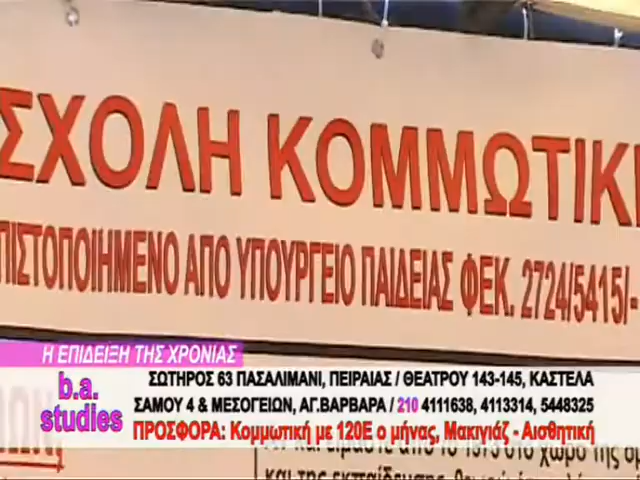 ΣΧΟΛΗ ΚΟΜΜΩΤΙΚΗ
ΠΙΣΤΟΠΟΙΗΜΕΝΟ ΑΠΟ ΥΠΟΥΡΓΕΙΟ ΠΑΙΔΕΙΑΣ ΦΕΚ. 2724/5415/-
Η ΕΠΙΔΕΙΞΗ ΤΗΣ ΧΡΟΝΙΑΣ
b.a. studies
ΣΩΤΗΡΟΣ 63 ΠΑΣΑΛΙΜΑΝΙ, ΠΕΙΡΑΙΑΣ / ΘΕΑΤΡΟΥ 143-145, ΚΑΣΤΕΛΑ
ΣΑΜΟΥ 4 & ΜΕΣΟΓΕΙΩΝ, ΑΓ.ΒΑΡΒΑΡΑ / 210 4111638, 4113314, 5448325
ΠΡΟΣΦΟΡΑ: Κομμωτική με 120Ε ο μήνας, Μακιγιάζ - Αισθητική